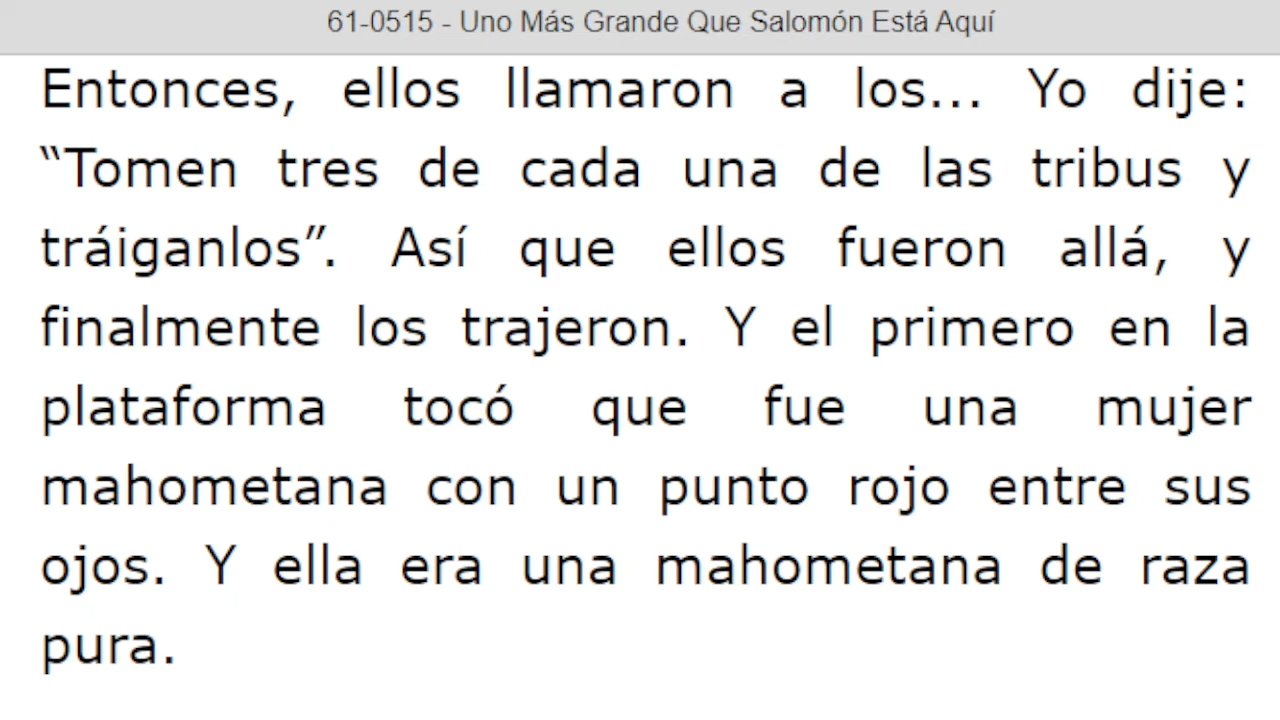 61-0515 - Uno Más Grande Que Salomón Está Aquí
Entonces, ellos llamaron a los... Yo dije:
“Tomen tres de cada una de las tribus y
tráiganlos”. Así que ellos fueron allá, y
finalmente los trajeron. Y el primero en la
plataforma tocó que fue una mujer
mahometana con un punto rojo entre sus
ojos. Y ella era una mahometana de raza
pura.